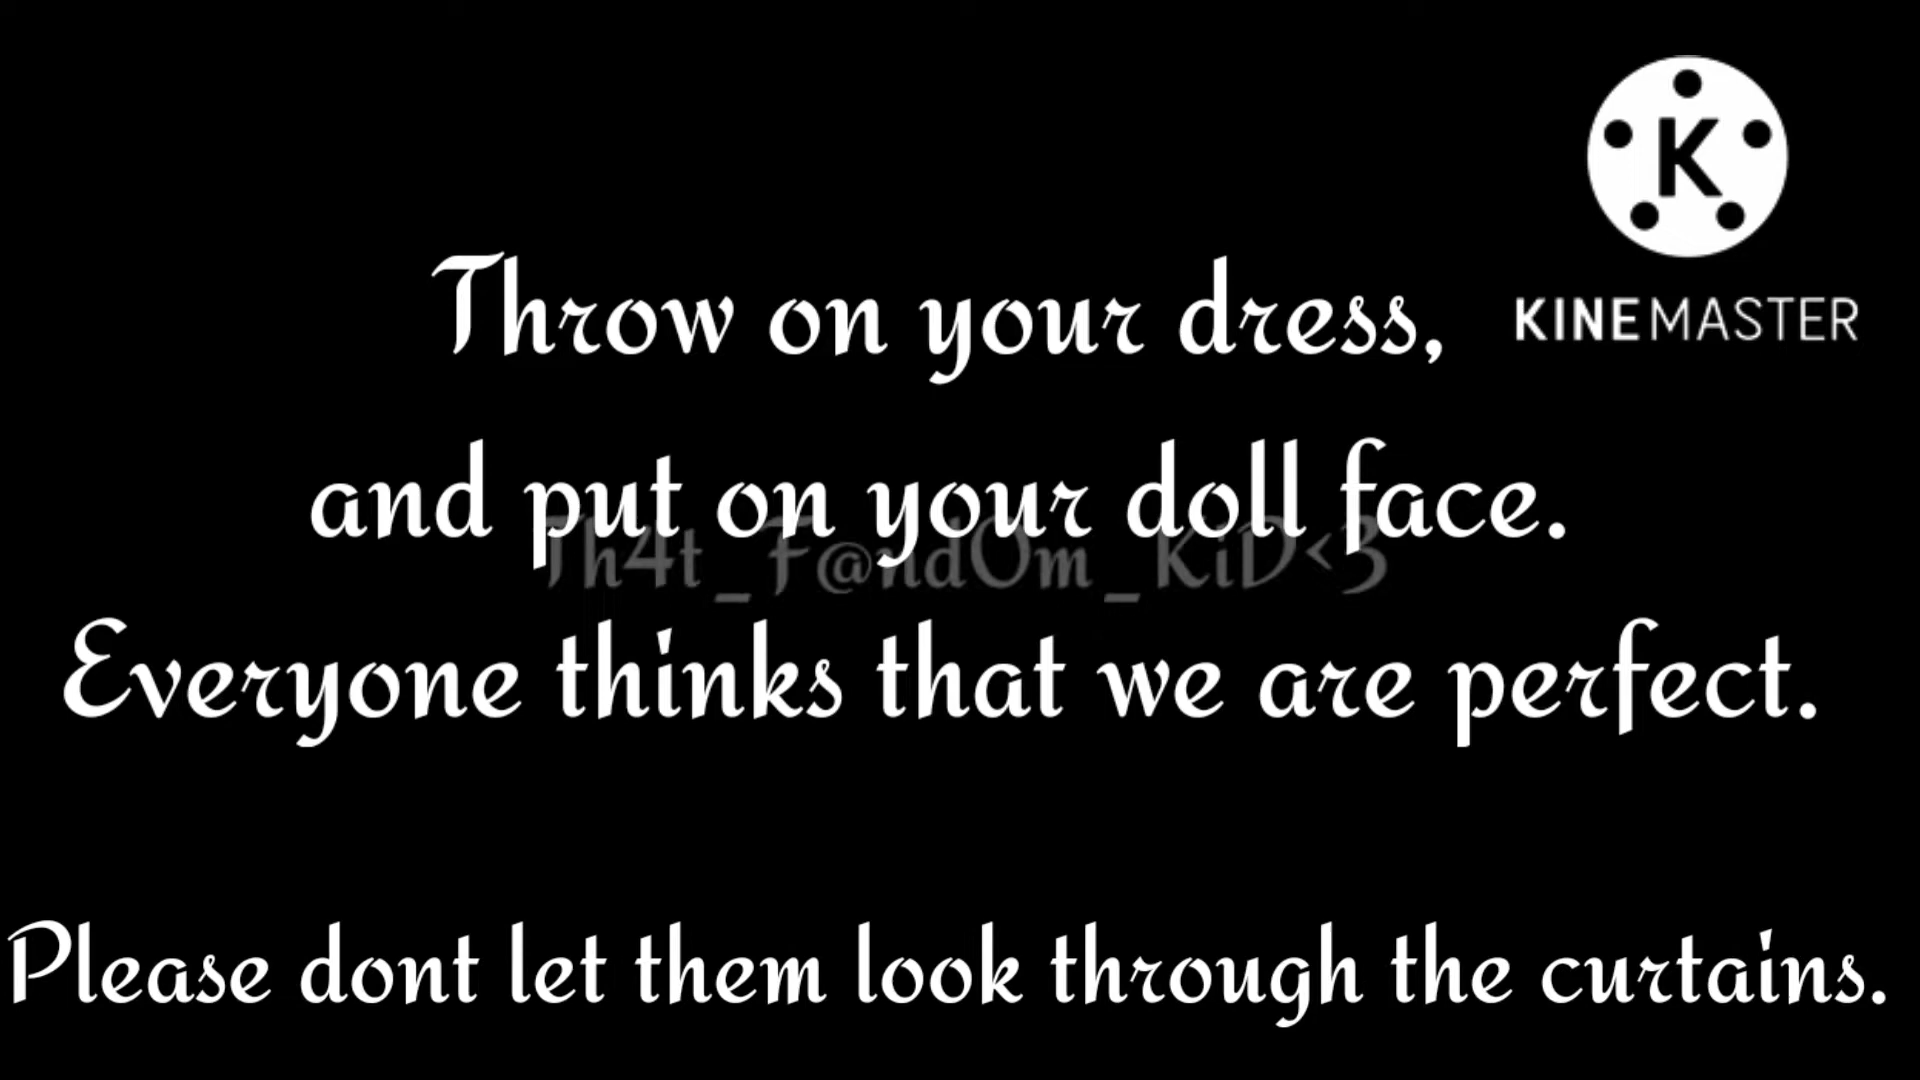 K
KINEMASTER
Throw on your dress,
and put on your doll face.
Th4t_F@ndOm_KiD<3
Everyone thinks that we are perfect.
Please dont let them look through the curtains.